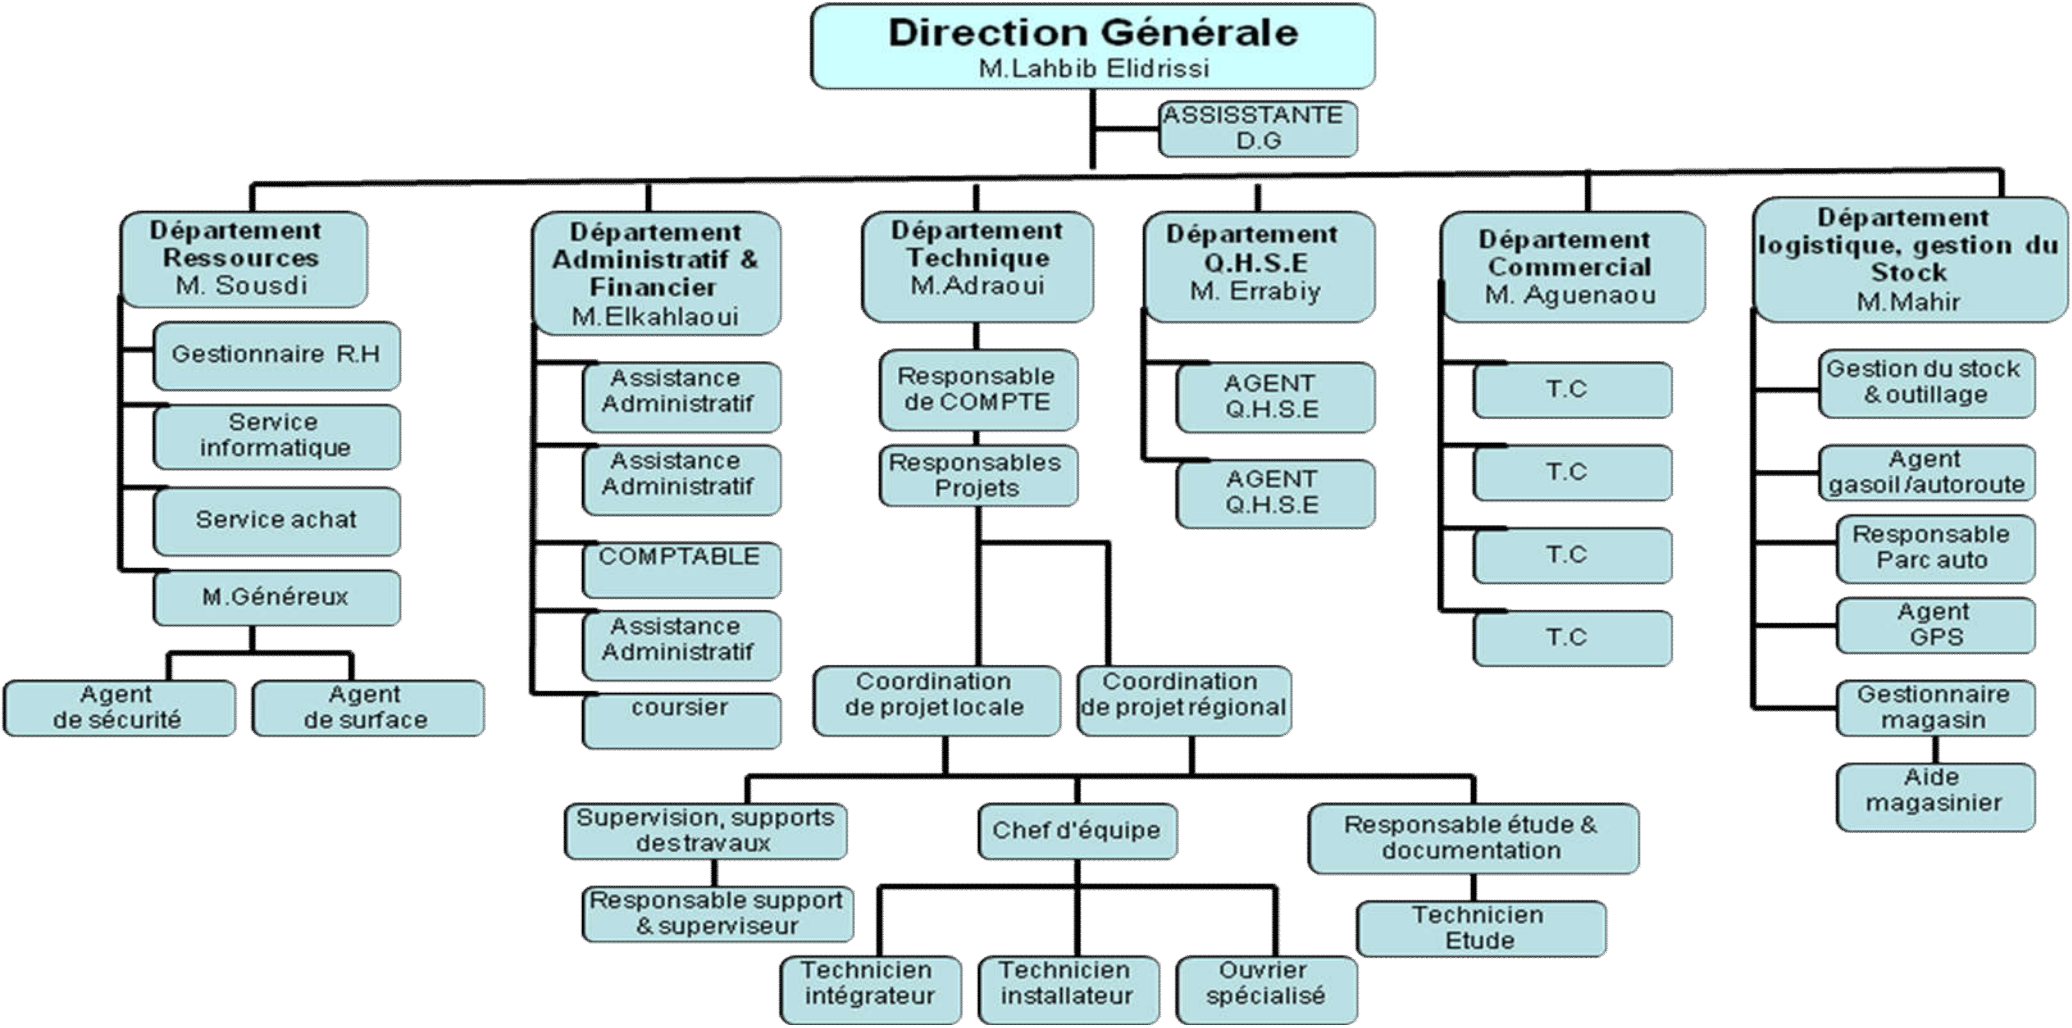 Direction Générale
M.Lahbib Elidrissi
ASSISSTANTE
D.G
Département
Ressources
M. Sousdi
Gestionnaire R.H
Service
informatique
Service achat
M.Généreux
Agent
de sécurité
Agent
de surface
Département
Administratif &
Financier
M.Elkahlaoui
Assistance
Administratif
Assistance
Administratif
COMPTABLE
Assistance
Administratif
coursier
Département
Technique
M.Adraoui
Responsable
de COMPTE
Responsables
Projets
Coordination
de projet locale
Coordination
de projet régional
Supervision, supports
des travaux
Responsable support
& superviseur
Chef d'équipe
Technicien
intégrateur
Technicien
installateur
Ouvrier
spécialisé
Responsable étude &
documentation
Technicien
Etude
Département
Q.H.S.E
M. Errabiy
AGENT
Q.H.S.E
AGENT
Q.H.S.E
Département
Commercial
M. Aguenaou
T.C
T.C
T.C
T.C
Département
logistique, gestion du
Stock
M.Mahir
Gestion du stock
& outillage
Agent
gasoil /autoroute
Responsable
Parc auto
Agent
GPS
Gestionnaire
magasin
Aide
magasinier